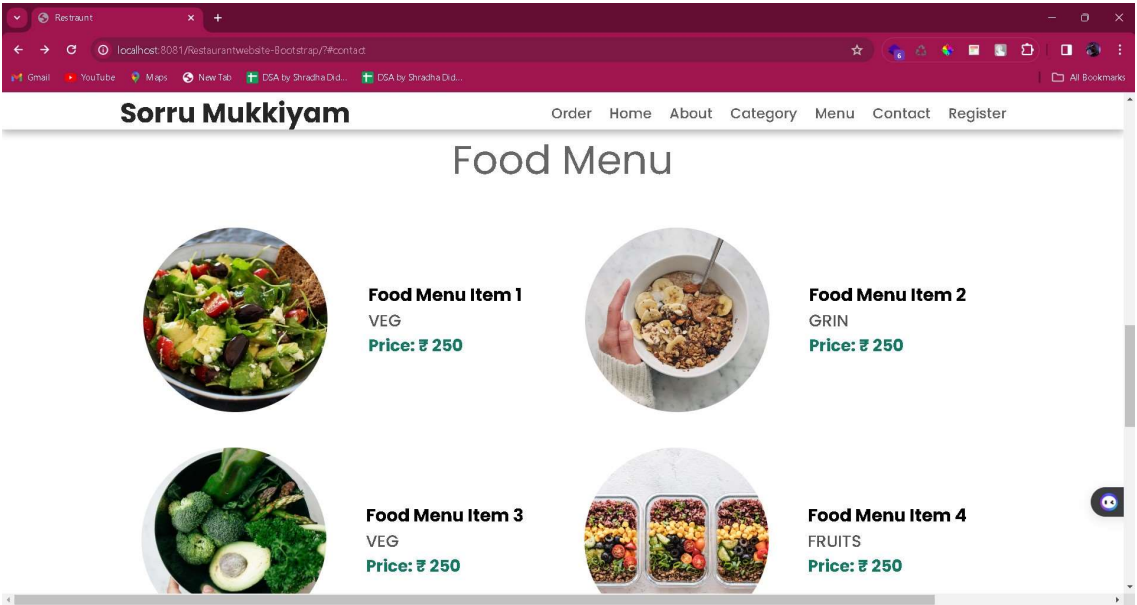 Restraunt
localhost:8081/Restaurantwebsite-Bootstrap/?#contact
6
Gmail YouTube Maps New Tab DSA by Shradha Did... DSA by Shradha Did... All Bookmarks
Sorru Mukkiyam Order Home About Category Menu Contact Register
Food Menu
Food Menu Item 1
VEG
Price: ₹ 250
Food Menu Item 2
GRIN
Price: ₹ 250
Food Menu Item 3
VEG
Price: ₹ 250
Food Menu Item 4
FRUITS
Price: ₹ 250